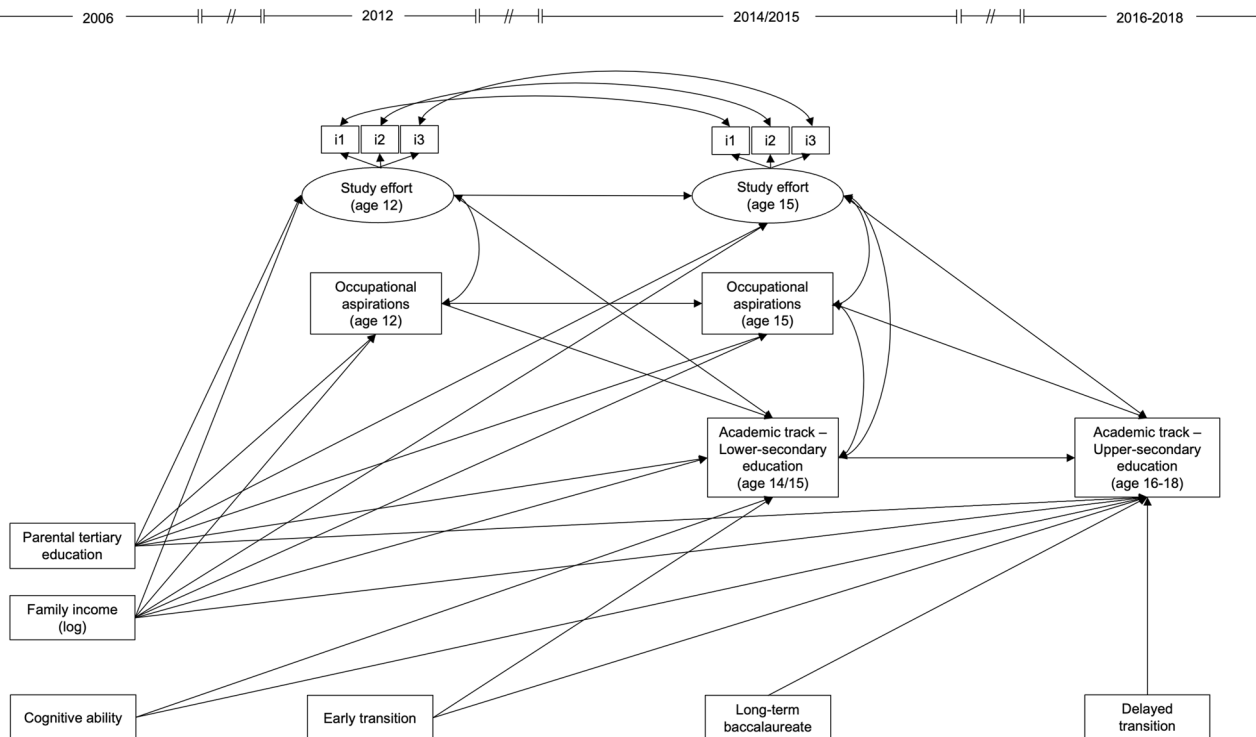 2006
2012
2014/2015
2016-2018
i1
i2
i3
i1
i2
i3
Study effort
(age 12)
Study effort
(age 15)
Occupational
aspirations
(age 12)
Occupational
aspirations
(age 15)
Academic track –
Lower-secondary
education
(age 14/15)
Academic track –
Upper-secondary
education
(age 16-18)
Parental tertiary
education
Family income
(log)
Cognitive ability
Early transition
Long-term
baccalaureate
Delayed
transition